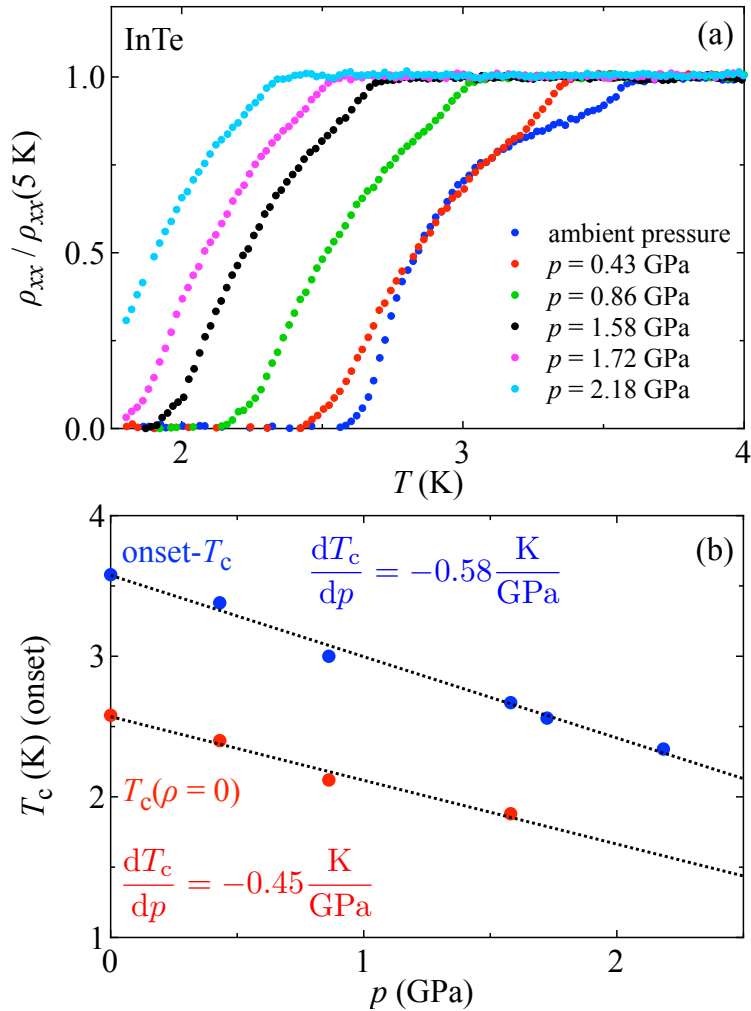 InTe
(a)
1.0
0.5
0.0
ρxx / ρxx(5 K)
ambient pressure
p = 0.43 GPa
p = 0.86 GPa
p = 1.58 GPa
p = 1.72 GPa
p = 2.18 GPa
2 3 4
T (K)
(b)
4
3
2
1
Tc (K) (onset)
onset-Tc
dTc/dp = −0.58 K/GPa
Tc(ρ = 0)
dTc/dp = −0.45 K/GPa
0 1 2
p (GPa)